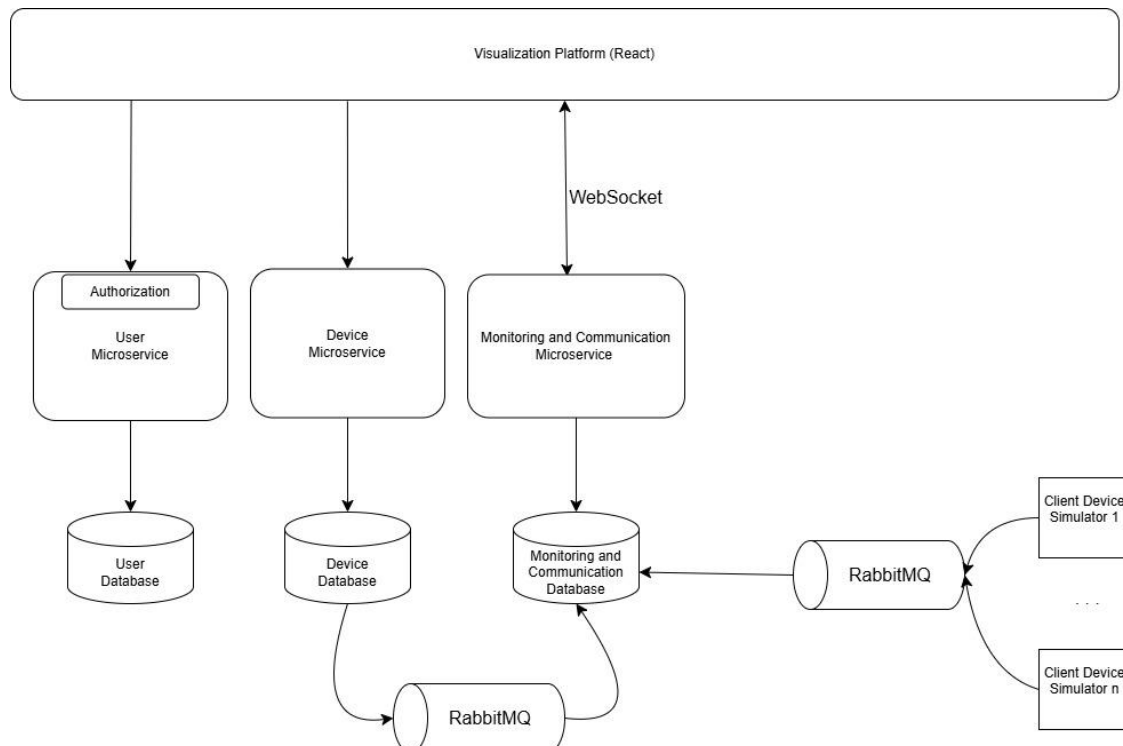 Visualization Platform (React)
WebSocket
Authorization
User
Microservice
Device
Microservice
Monitoring and Communication
Microservice
User
Database
Device
Database
Monitoring and
Communication
Database
RabbitMQ
Client Device
Simulator 1
. . .
Client Device
Simulator n
RabbitMQ